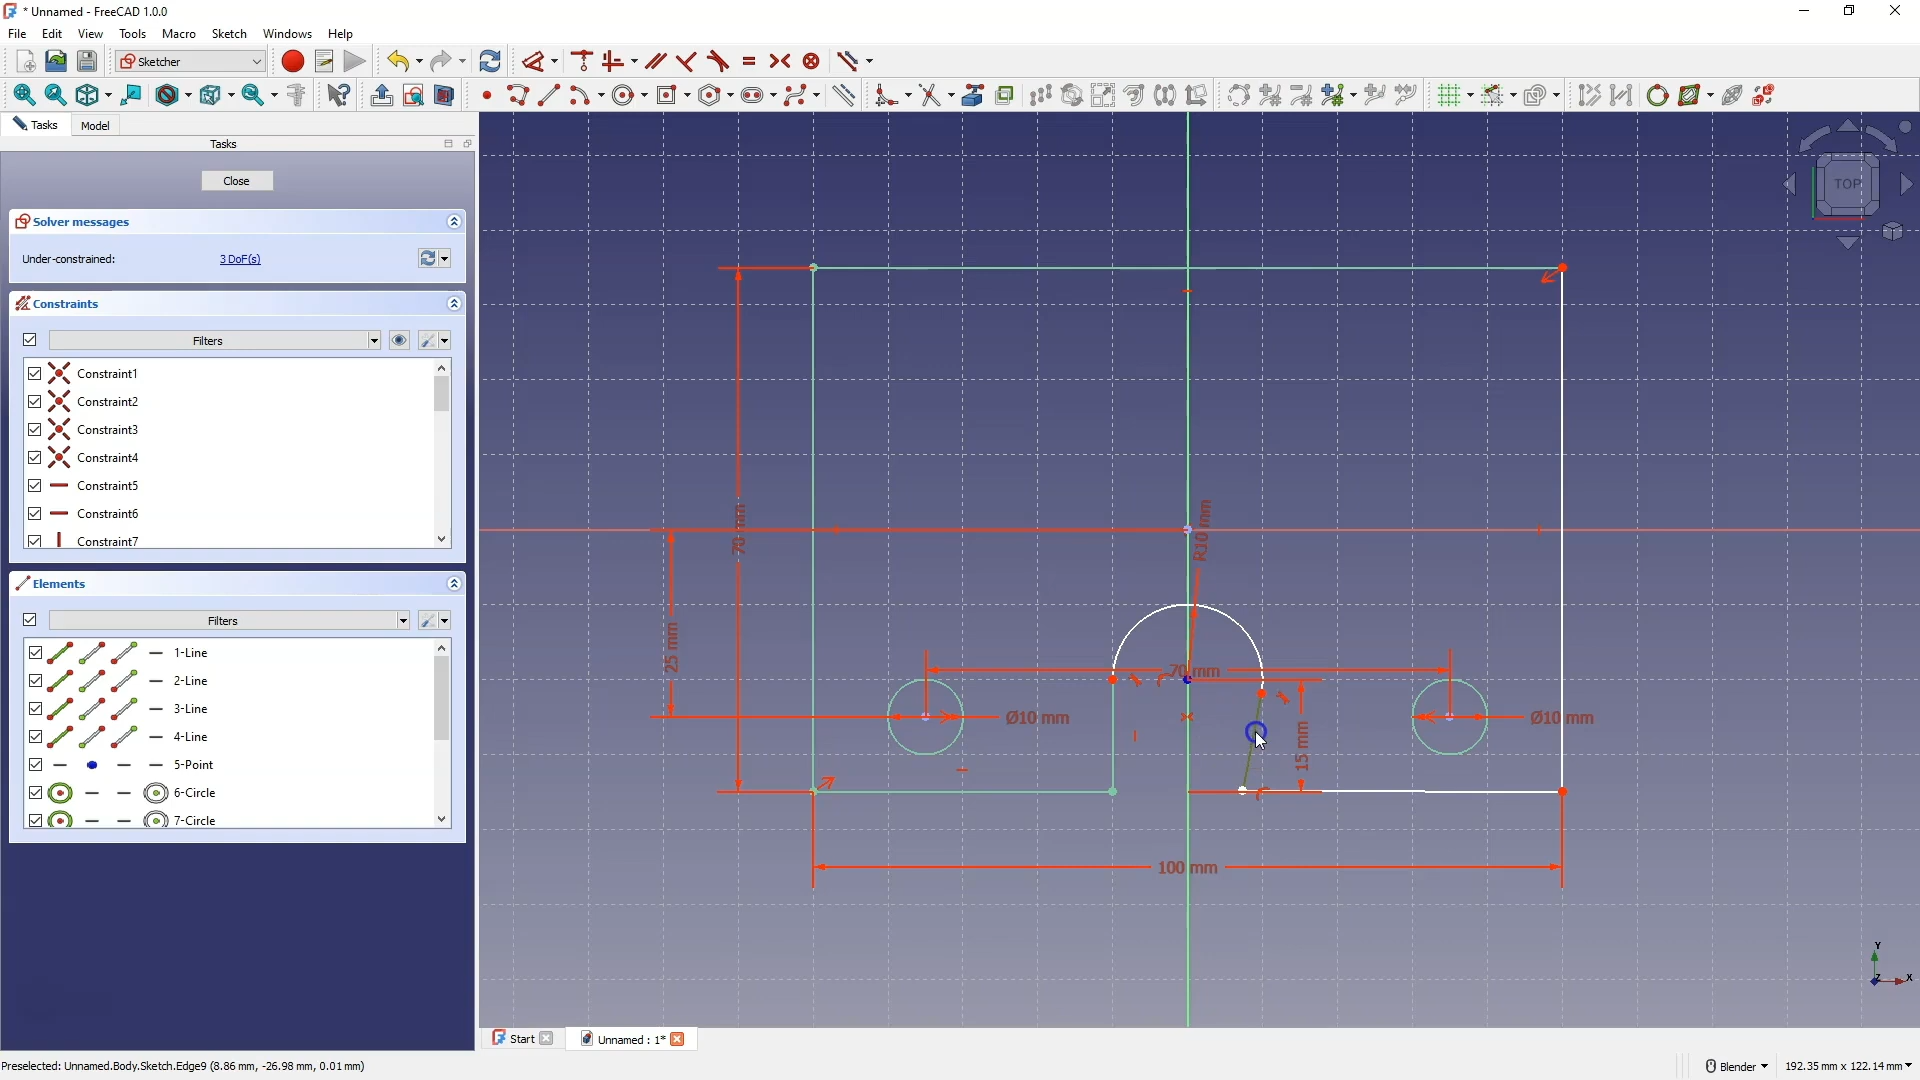 * Unnamed - FreeCAD 1.0.0
File Edit View Tools Macro Sketch Windows Help
Sketcher
Tasks Model
Tasks
Close
Solver messages
Under-constrained: 3 DoF(s)
Constraints
Filters
Constraint1
Constraint2
Constraint3
Constraint4
Constraint5
Constraint6
Constraint7
Elements
Filters
1-Line
2-Line
3-Line
4-Line
5-Point
6-Circle
7-Circle
TOP
70 mm
R10 mm
25 mm
70 mm
Ø10 mm
Ø10 mm
15 mm
100 mm
Y
Z
X
Start
Unnamed : 1*
Preselected: Unnamed.Body.Sketch.Edge9 (8.86 mm, -26.98 mm, 0.01 mm)
Blender
192.35 mm x 122.14 mm